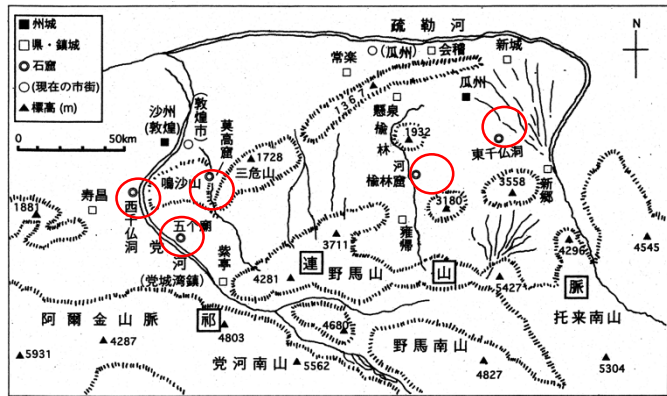 ■ 州城
□ 県・鎮城
◎ 石窟
○ (現在の市街)
▲ 標高 (m)
50km
N
疏勒河
(瓜州)
会稽
新城
常楽
瓜州
1367
懸泉
沙州
(敦煌)
(敦煌市)
莫高窟
榆林河
1932
東千仏洞
1728
三危山
鳴沙山
榆林窟
3558
新郷
188
寿昌
西千仏洞
五个廟
党河
(党城湾鎮)
紫亭
3180
雍帰
3711
連
野馬山
山
4281
5427
脈
4296
4545
阿爾金山脈
祁
4803
4680
托来南山
5931
4287
党河南山
5562
野馬南山
4827
5304